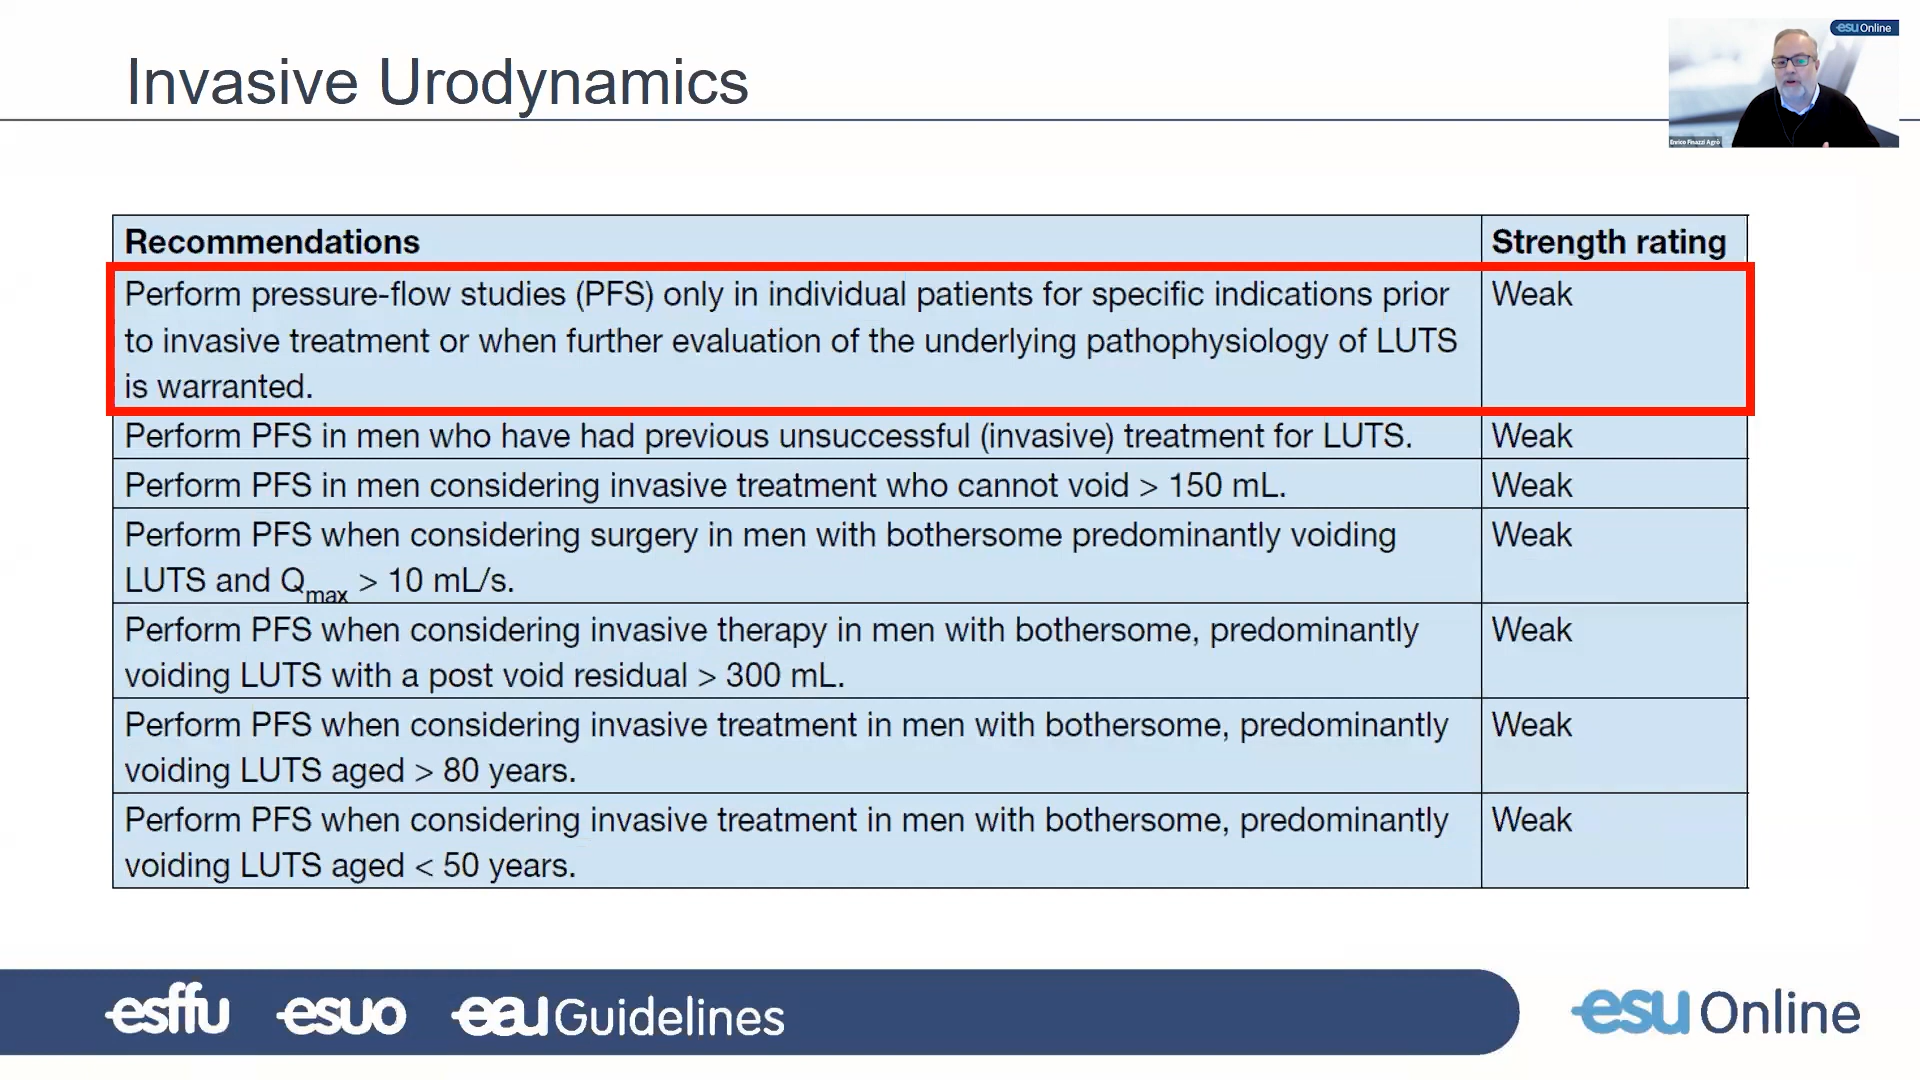 Invasive Urodynamics
esu Online
Enrico Finazzi Agrò
Recommendations
Strength rating
Perform pressure-flow studies (PFS) only in individual patients for specific indications prior
to invasive treatment or when further evaluation of the underlying pathophysiology of LUTS
is warranted.
Weak
Perform PFS in men who have had previous unsuccessful (invasive) treatment for LUTS.
Weak
Perform PFS in men considering invasive treatment who cannot void > 150 mL.
Weak
Perform PFS when considering surgery in men with bothersome predominantly voiding
LUTS and Qmax > 10 mL/s.
Weak
Perform PFS when considering invasive therapy in men with bothersome, predominantly
voiding LUTS with a post void residual > 300 mL.
Weak
Perform PFS when considering invasive treatment in men with bothersome, predominantly
voiding LUTS aged > 80 years.
Weak
Perform PFS when considering invasive treatment in men with bothersome, predominantly
voiding LUTS aged < 50 years.
Weak
esffu esuo eau Guidelines
esu Online